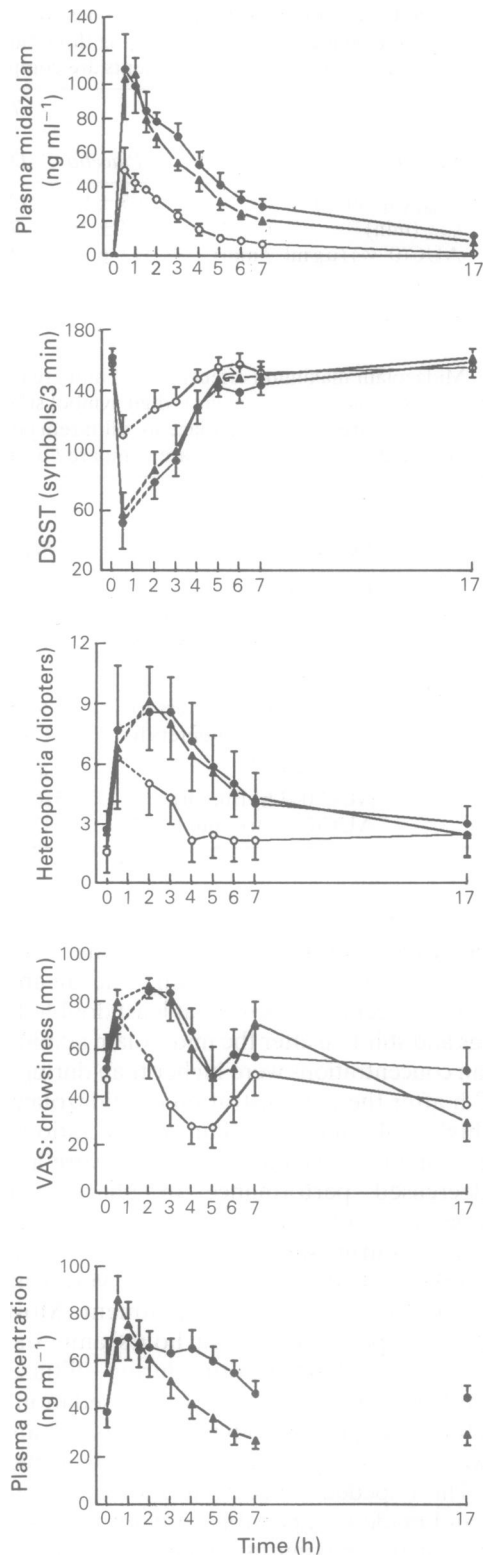 Plasma midazolam
(ng ml⁻¹)
140
120
100
80
60
40
20
0
0 1 2 3 4 5 6 7 17
DSST (symbols/3 min)
180
140
100
60
20
0 1 2 3 4 5 6 7 17
Heterophoria (diopters)
12
9
6
3
0
0 1 2 3 4 5 6 7 17
VAS: drowsiness (mm)
100
80
60
40
20
0
0 1 2 3 4 5 6 7 17
Plasma concentration
(ng ml⁻¹)
100
80
60
40
20
0
0 1 2 3 4 5 6 7 17
Time (h)